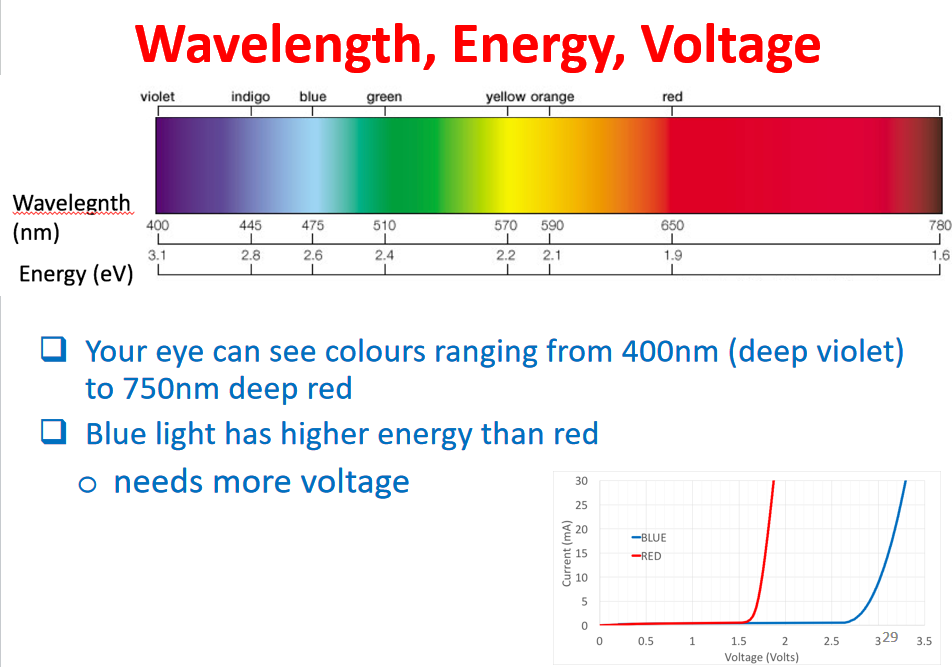 Wavelength, Energy, Voltage
violet indigo blue green yellow orange red
Wavelegnth
(nm)
400 445 475 510 570 590 650 780
3.1 2.8 2.6 2.4 2.2 2.1 1.9 1.6
Energy (eV)
❑ Your eye can see colours ranging from 400nm (deep violet)
to 750nm deep red
❑ Blue light has higher energy than red
o needs more voltage
30
25
20
15
10
5
0
Current (mA)
BLUE
RED
0 0.5 1 1.5 2 2.5 3 3.5
Voltage (Volts)
29